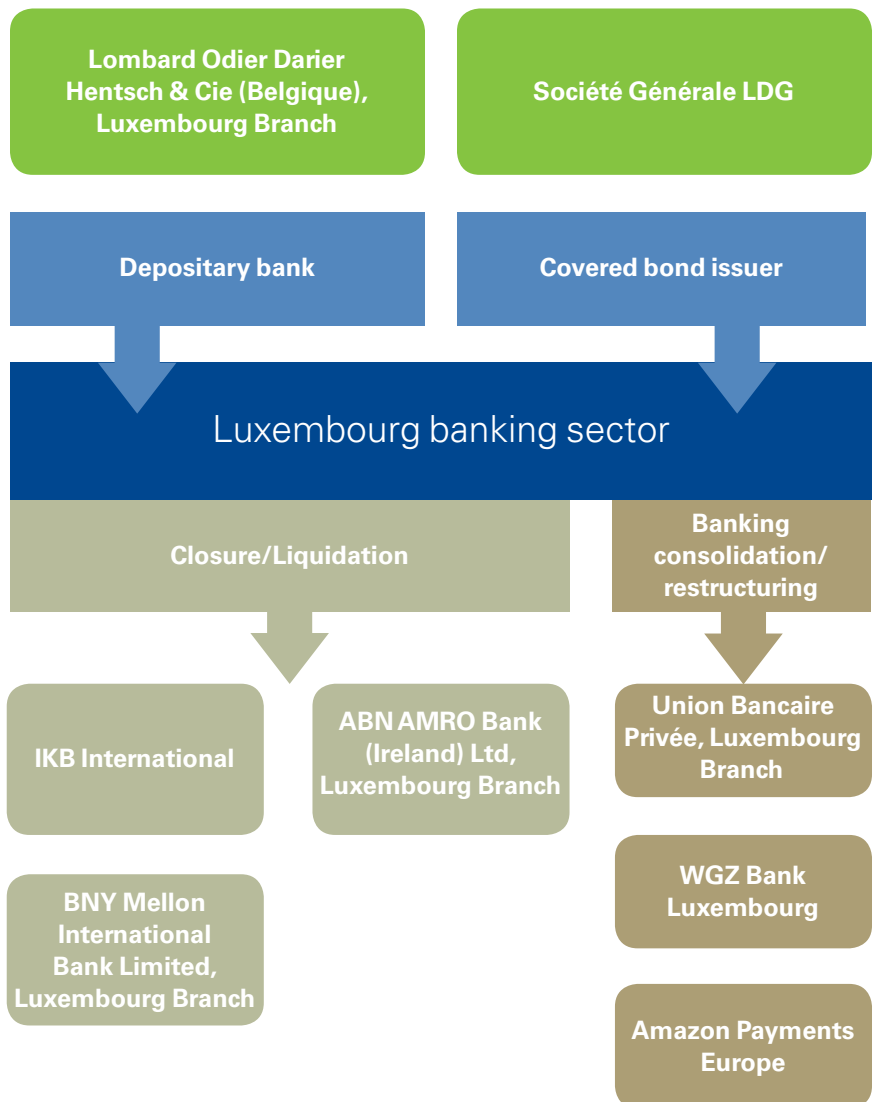 Lombard Odier Darier
Hentsch & Cie (Belgique),
Luxembourg Branch
Société Générale LDG
Depositary bank
Covered bond issuer
Luxembourg banking sector
Closure/Liquidation
Banking
consolidation/
restructuring
IKB International
ABN AMRO Bank
(Ireland) Ltd,
Luxembourg Branch
BNY Mellon
International
Bank Limited,
Luxembourg Branch
Union Bancaire
Privée, Luxembourg
Branch
WGZ Bank
Luxembourg
Amazon Payments
Europe